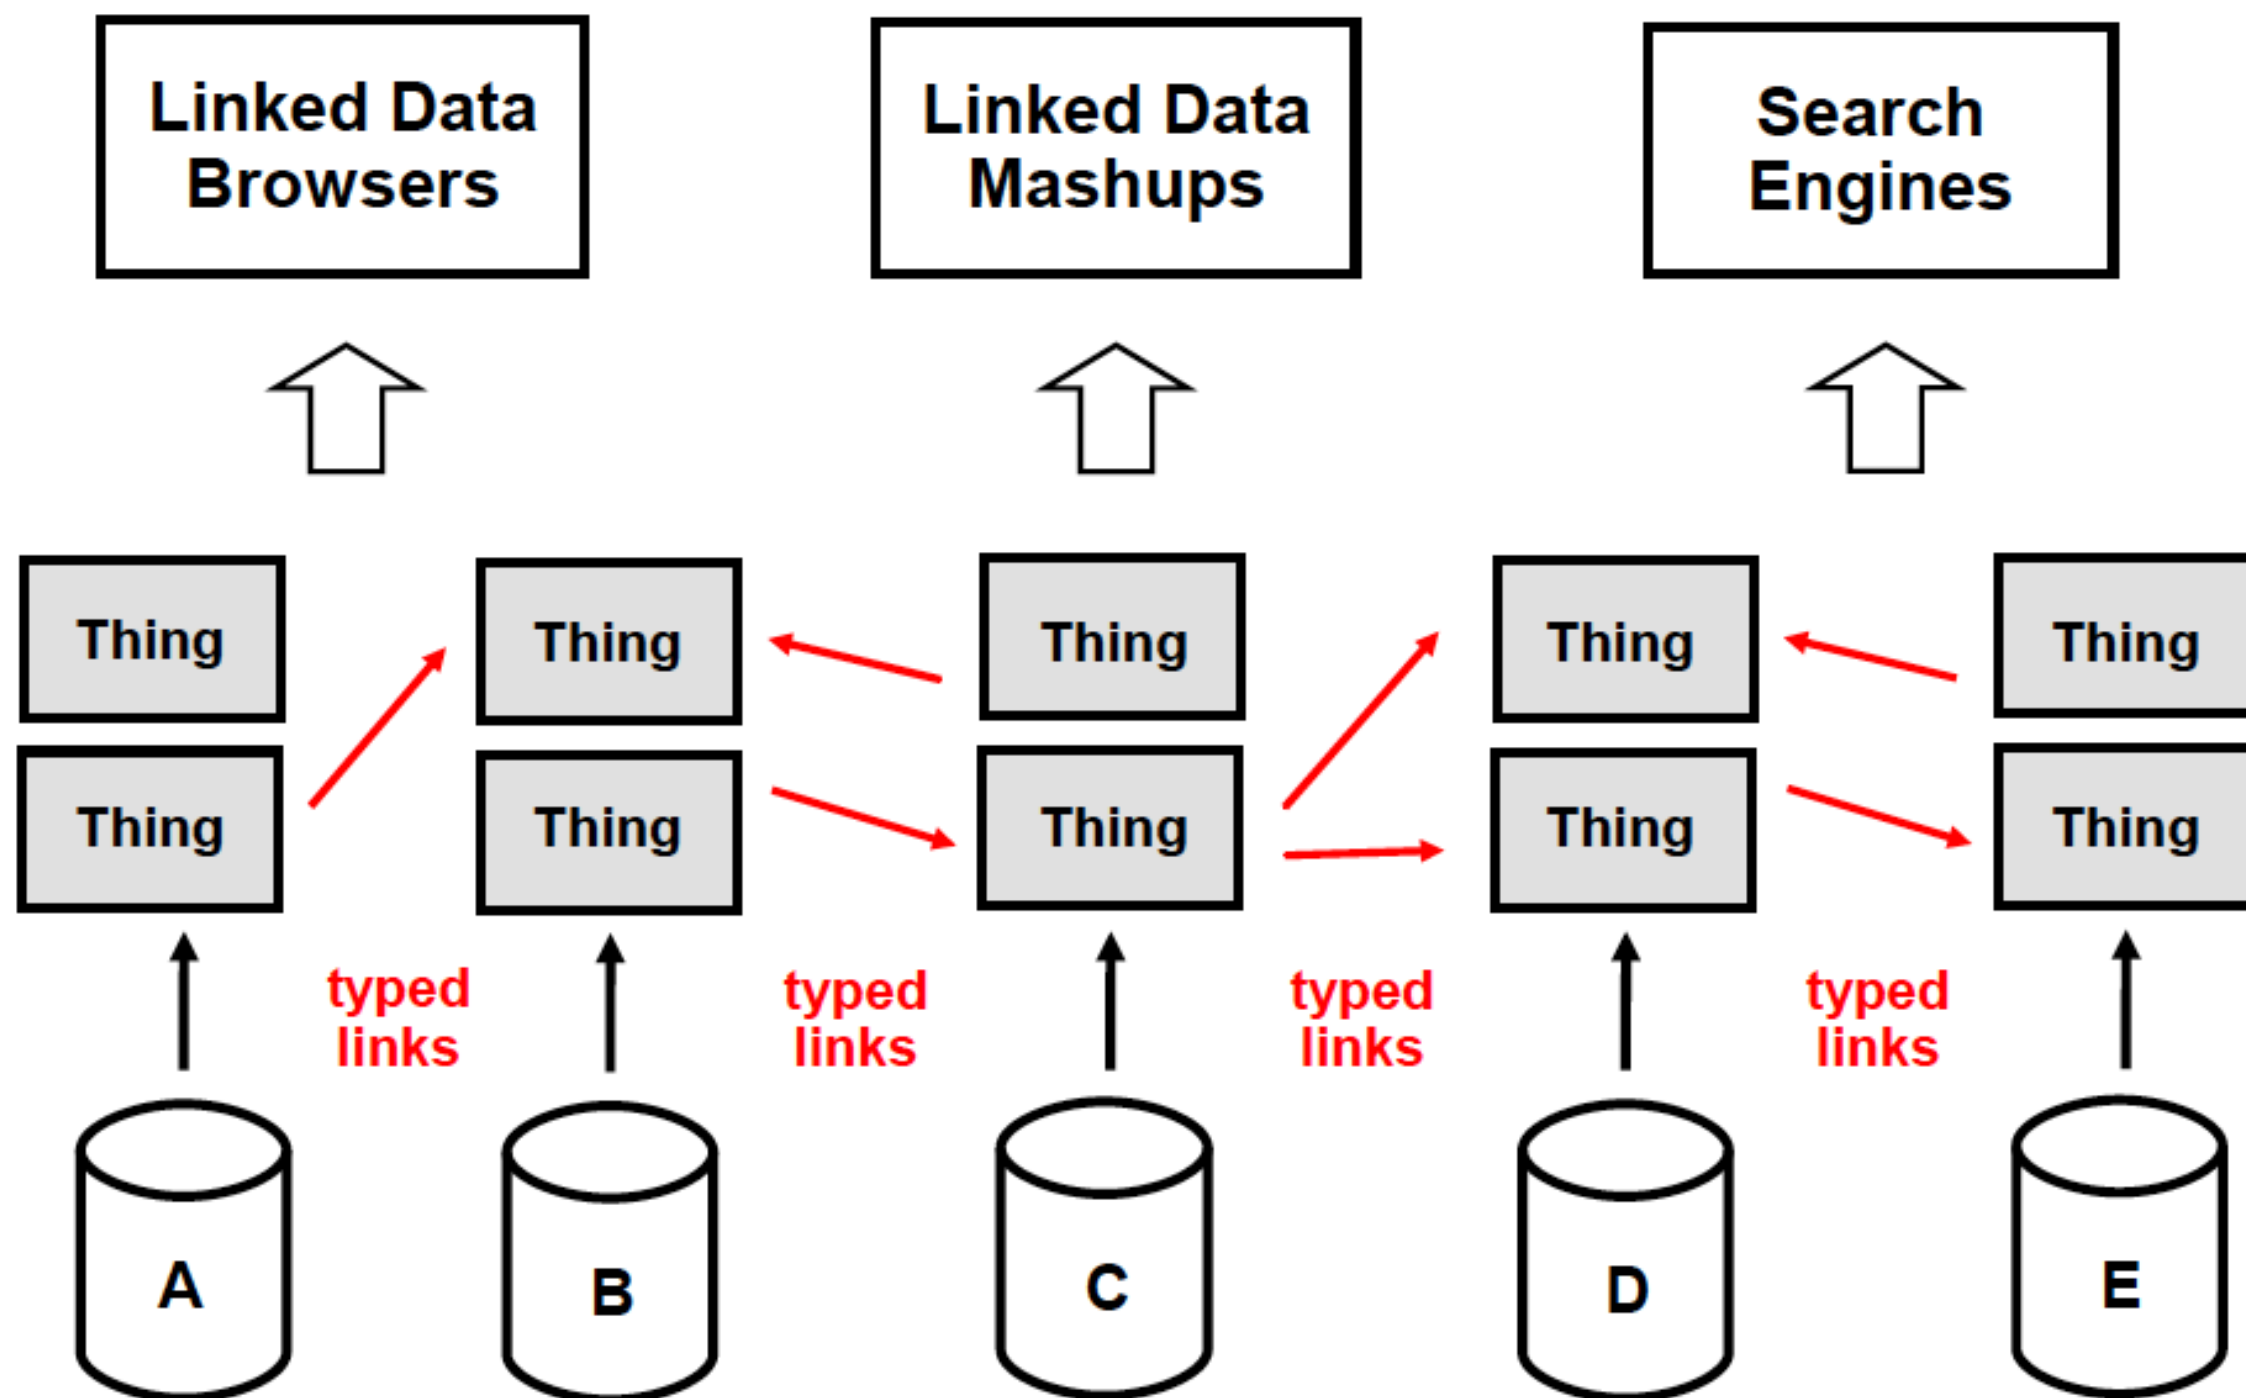 Linked Data
Browsers
Linked Data
Mashups
Search
Engines
Thing
Thing
Thing
Thing
Thing
Thing
Thing
Thing
Thing
Thing
typed
links
typed
links
typed
links
typed
links
A
B
C
D
E